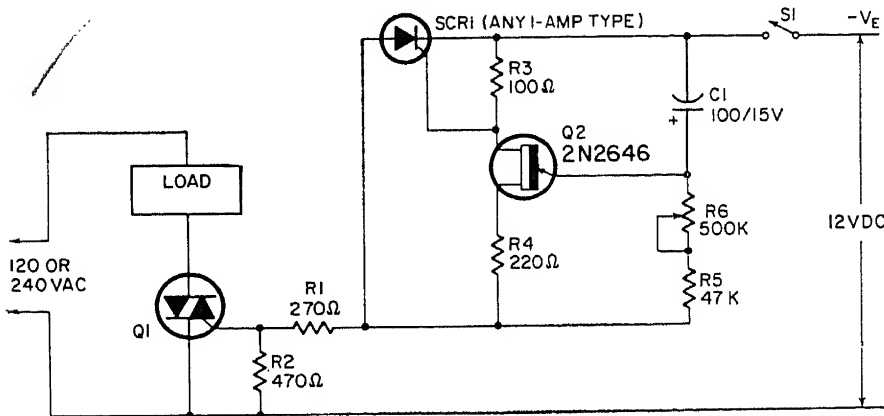 SCR1 (ANY 1-AMP TYPE)
S1
-VE
R3
100Ω
C1
100/15V
+
Q2
2N2646
LOAD
R6
500K
12VDC
R4
220Ω
R5
47K
120 OR
240 VAC
R1
270Ω
Q1
R2
470Ω